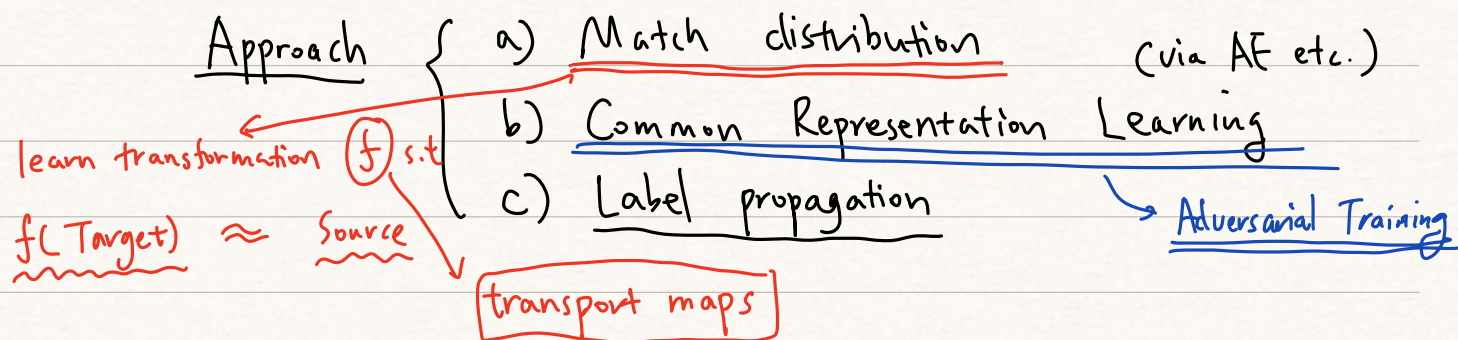 Approach
a) Match distribution (via AE etc.)
b) Common Representation Learning
learn transformation f s.t
c) Label propagation
Adversarial Training
f(Target) ≈ Source
transport maps